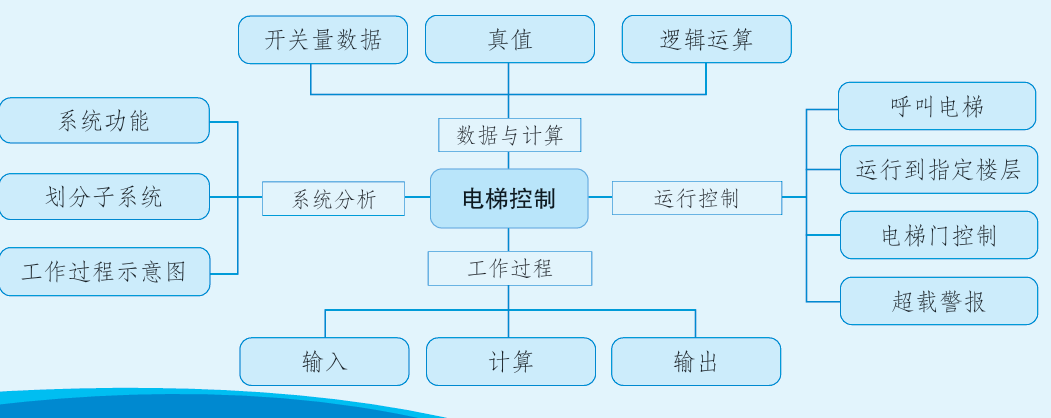 开关量数据
真值
逻辑运算
数据与计算
系统功能
划分子系统
工作过程示意图
系统分析
电梯控制
运行控制
呼叫电梯
运行到指定楼层
电梯门控制
超载警报
工作过程
输入
计算
输出